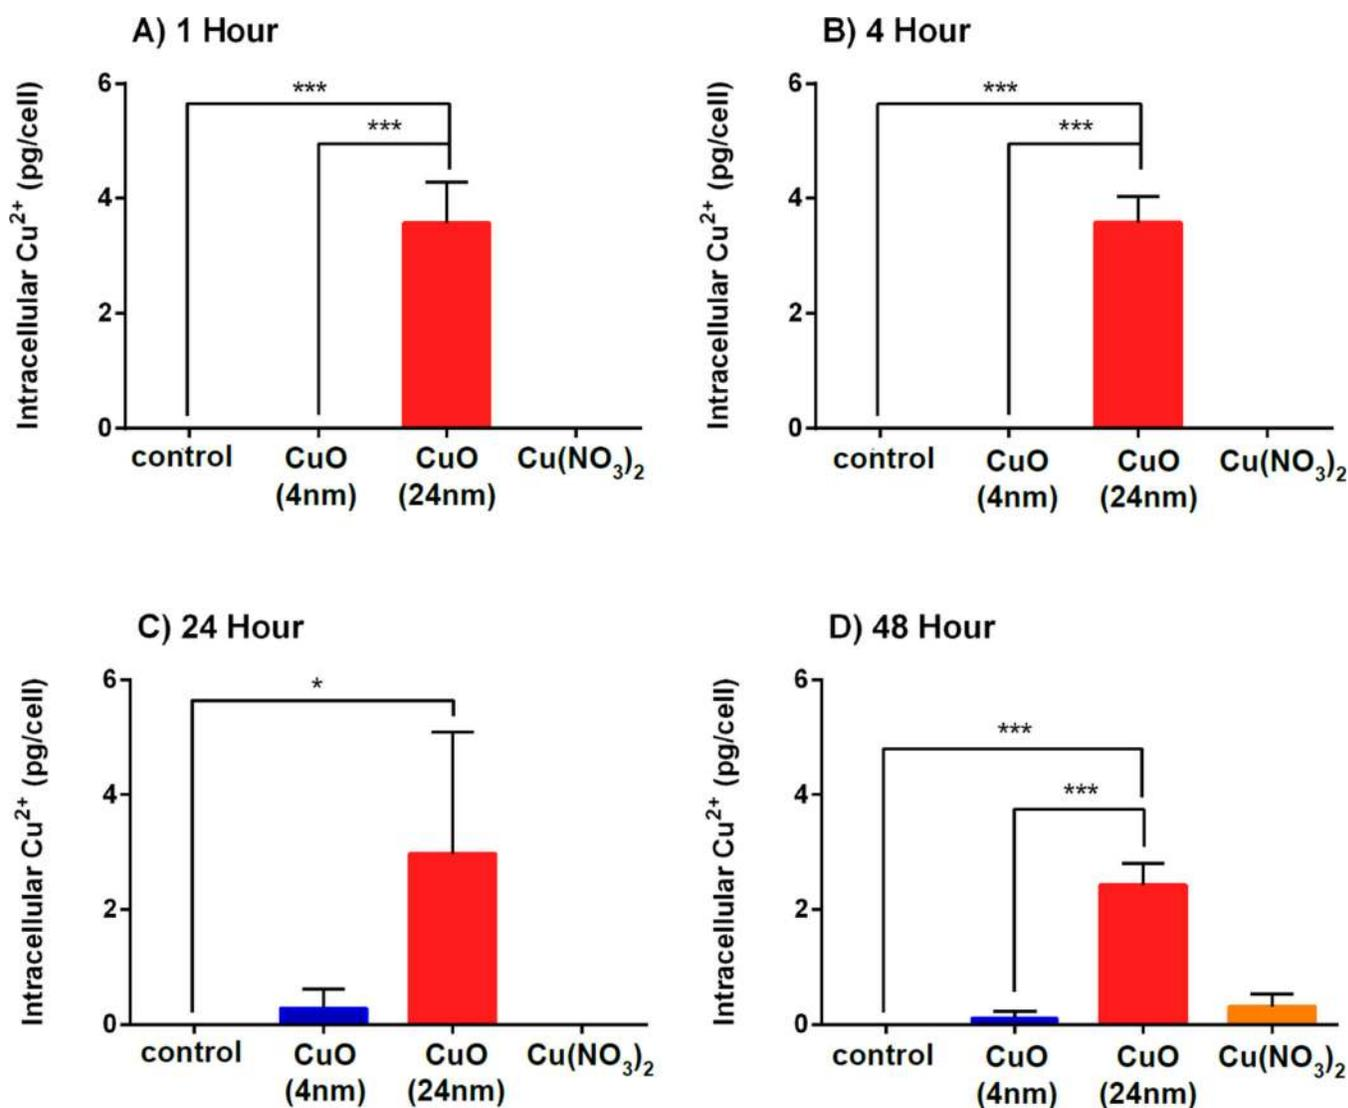 A) 1 Hour
Intracellular Cu²⁺ (pg/cell)
6
4
2
0
***
***
control
CuO
(4nm)
CuO
(24nm)
Cu(NO₃)₂
B) 4 Hour
Intracellular Cu²⁺ (pg/cell)
6
4
2
0
***
***
control
CuO
(4nm)
CuO
(24nm)
Cu(NO₃)₂
C) 24 Hour
Intracellular Cu²⁺ (pg/cell)
6
4
2
0
*
control
CuO
(4nm)
CuO
(24nm)
Cu(NO₃)₂
D) 48 Hour
Intracellular Cu²⁺ (pg/cell)
6
4
2
0
***
***
control
CuO
(4nm)
CuO
(24nm)
Cu(NO₃)₂